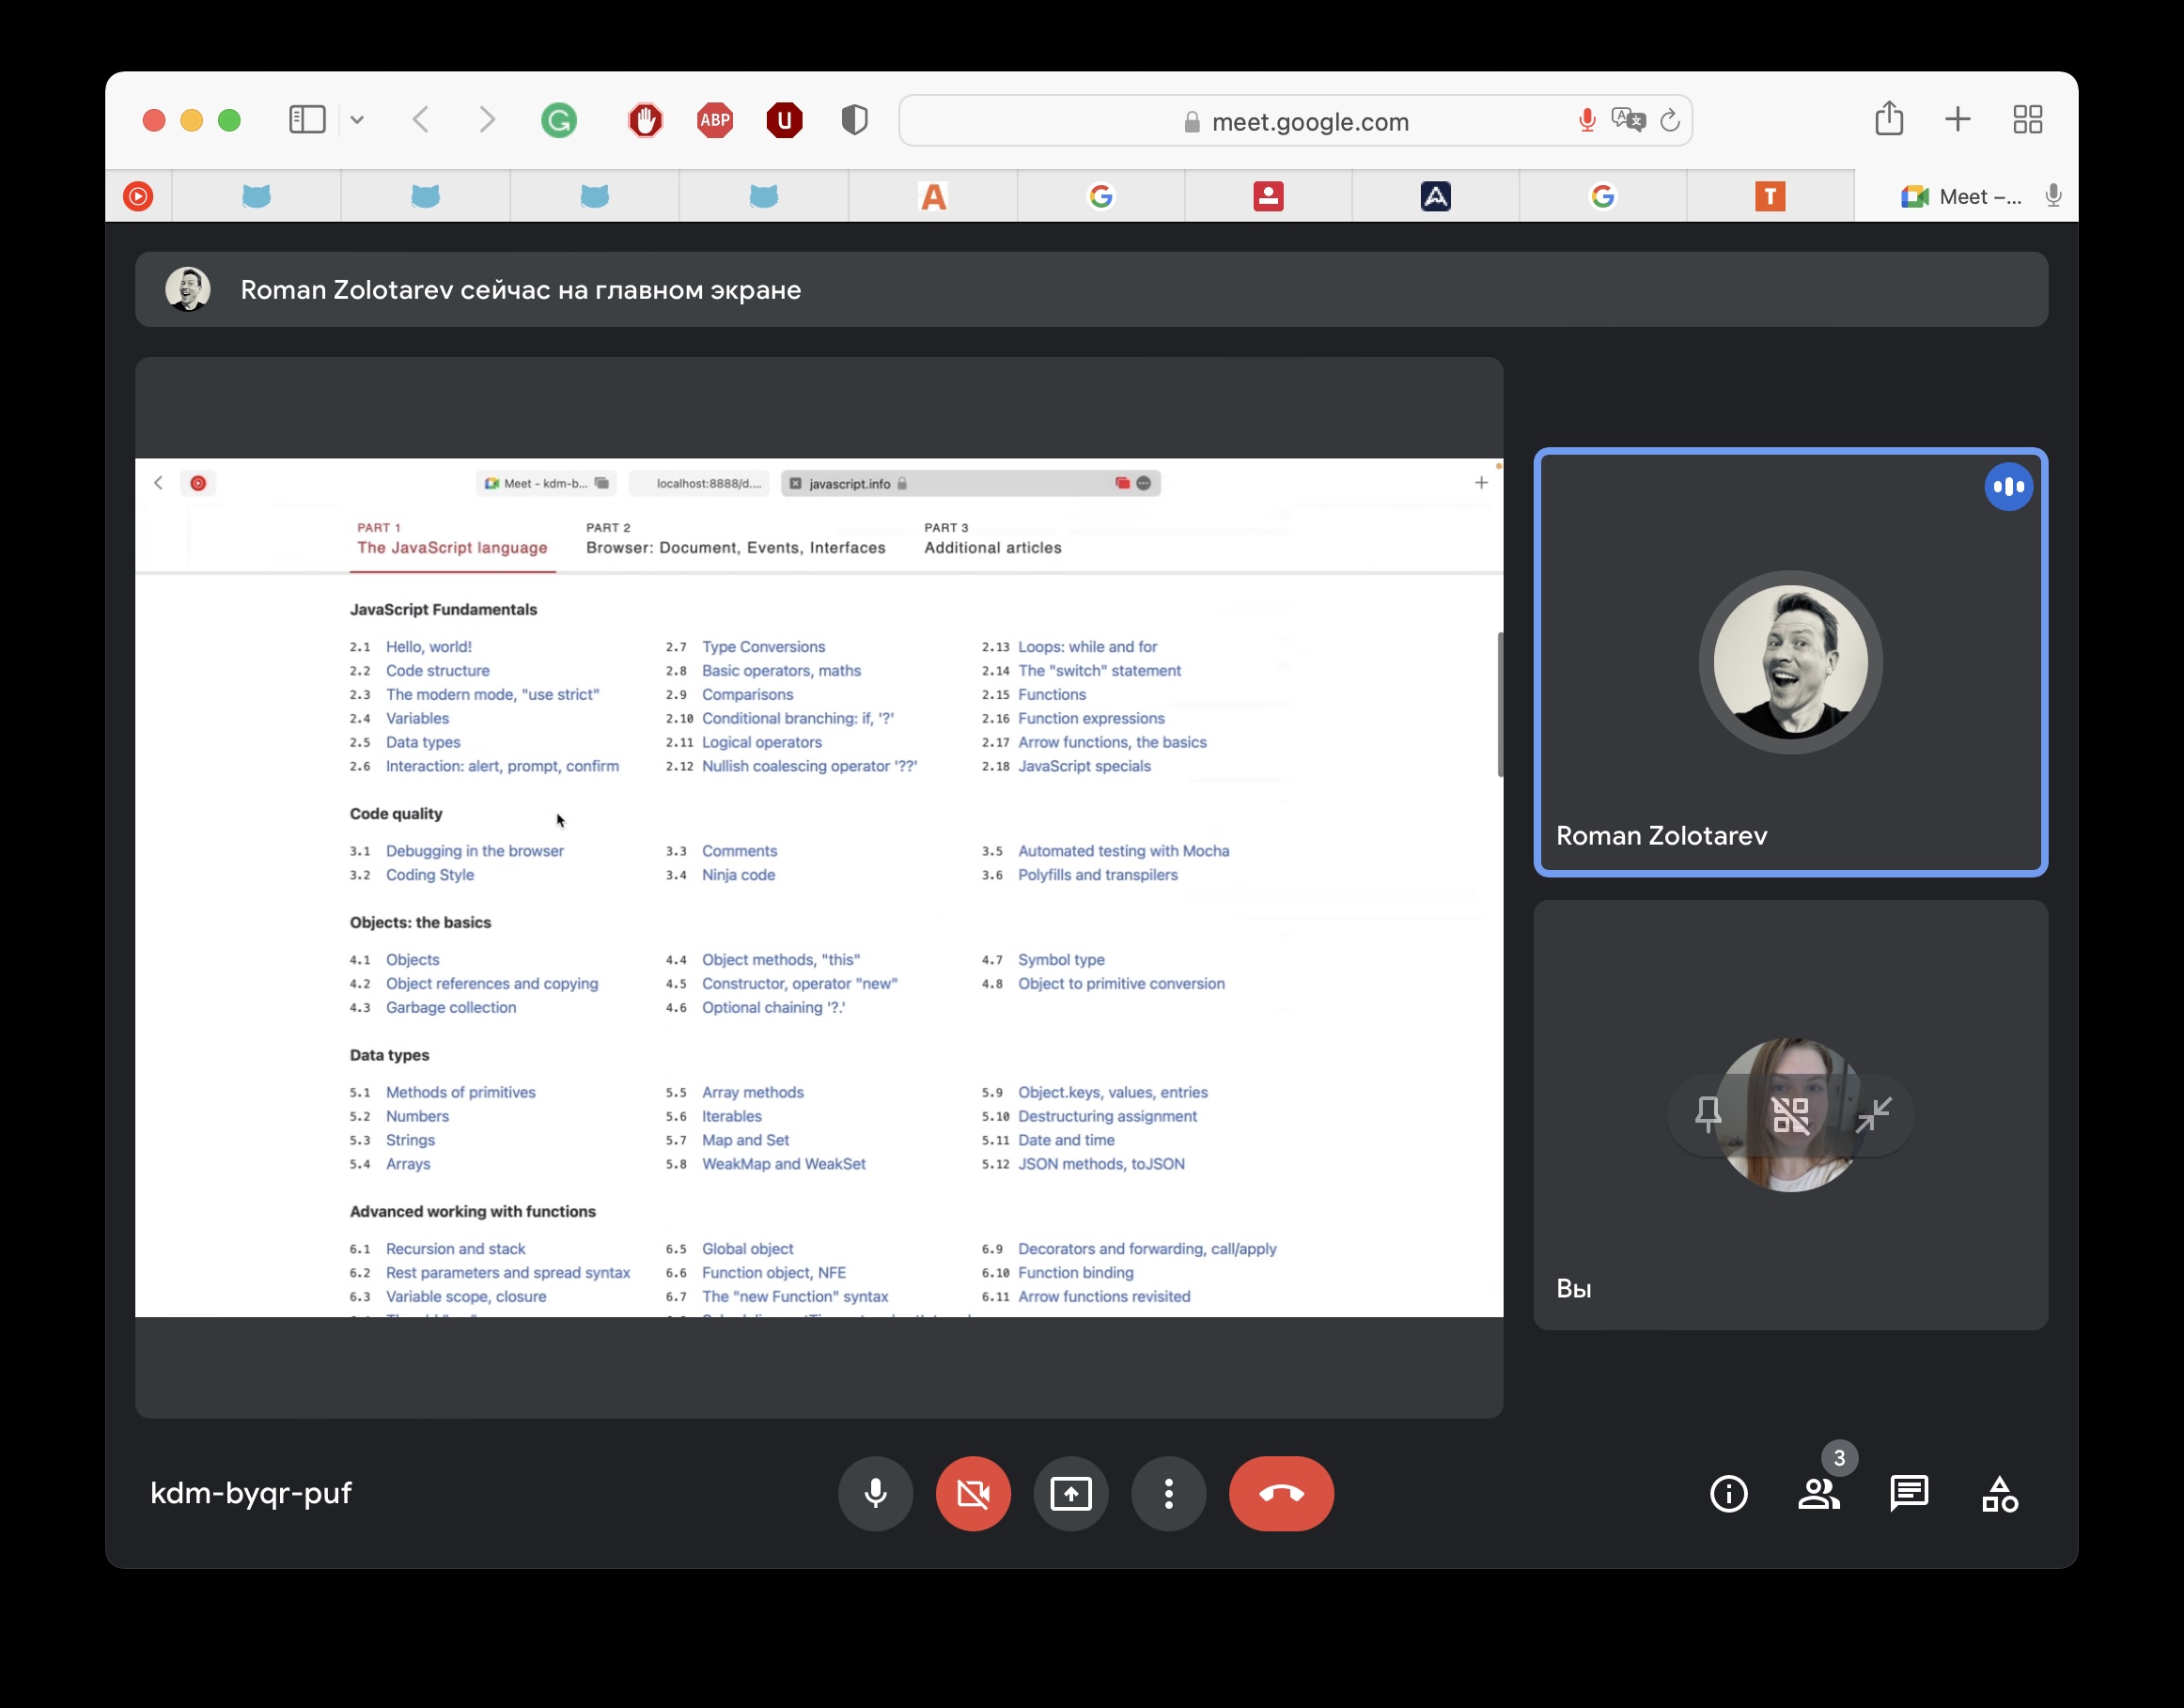 ABP
meet.google.com
Meet –...
Roman Zolotarev сейчас на главном экране
Meet - kdm-b...
localhost:8888/d....
javascript.info
PART 1
The JavaScript language
PART 2
Browser: Document, Events, Interfaces
PART 3
Additional articles
JavaScript Fundamentals
2.1 Hello, world!
2.2 Code structure
2.3 The modern mode, "use strict"
2.4 Variables
2.5 Data types
2.6 Interaction: alert, prompt, confirm
2.7 Type Conversions
2.8 Basic operators, maths
2.9 Comparisons
2.10 Conditional branching: if, '?'
2.11 Logical operators
2.12 Nullish coalescing operator '??'
2.13 Loops: while and for
2.14 The "switch" statement
2.15 Functions
2.16 Function expressions
2.17 Arrow functions, the basics
2.18 JavaScript specials
Code quality
3.1 Debugging in the browser
3.2 Coding Style
3.3 Comments
3.4 Ninja code
3.5 Automated testing with Mocha
3.6 Polyfills and transpilers
Objects: the basics
4.1 Objects
4.2 Object references and copying
4.3 Garbage collection
4.4 Object methods, "this"
4.5 Constructor, operator "new"
4.6 Optional chaining '?.'
4.7 Symbol type
4.8 Object to primitive conversion
Data types
5.1 Methods of primitives
5.2 Numbers
5.3 Strings
5.4 Arrays
5.5 Array methods
5.6 Iterables
5.7 Map and Set
5.8 WeakMap and WeakSet
5.9 Object.keys, values, entries
5.10 Destructuring assignment
5.11 Date and time
5.12 JSON methods, toJSON
Advanced working with functions
6.1 Recursion and stack
6.2 Rest parameters and spread syntax
6.3 Variable scope, closure
6.5 Global object
6.6 Function object, NFE
6.7 The "new Function" syntax
6.9 Decorators and forwarding, call/apply
6.10 Function binding
6.11 Arrow functions revisited
Roman Zolotarev
Вы
kdm-byqr-puf
3